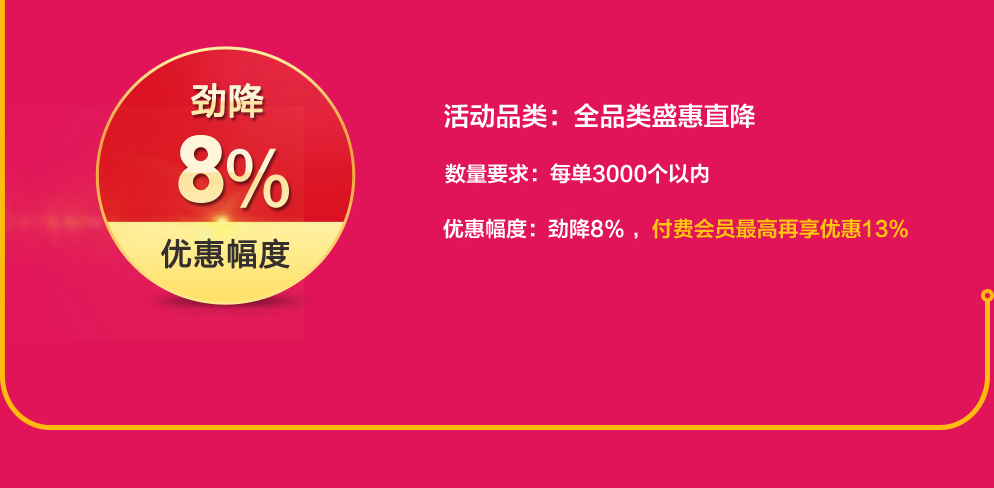 劲降
8%
优惠幅度
活动品类：全品类盛惠直降
数量要求：每单3000个以内
优惠幅度：劲降8% ，付费会员最高再享优惠13%